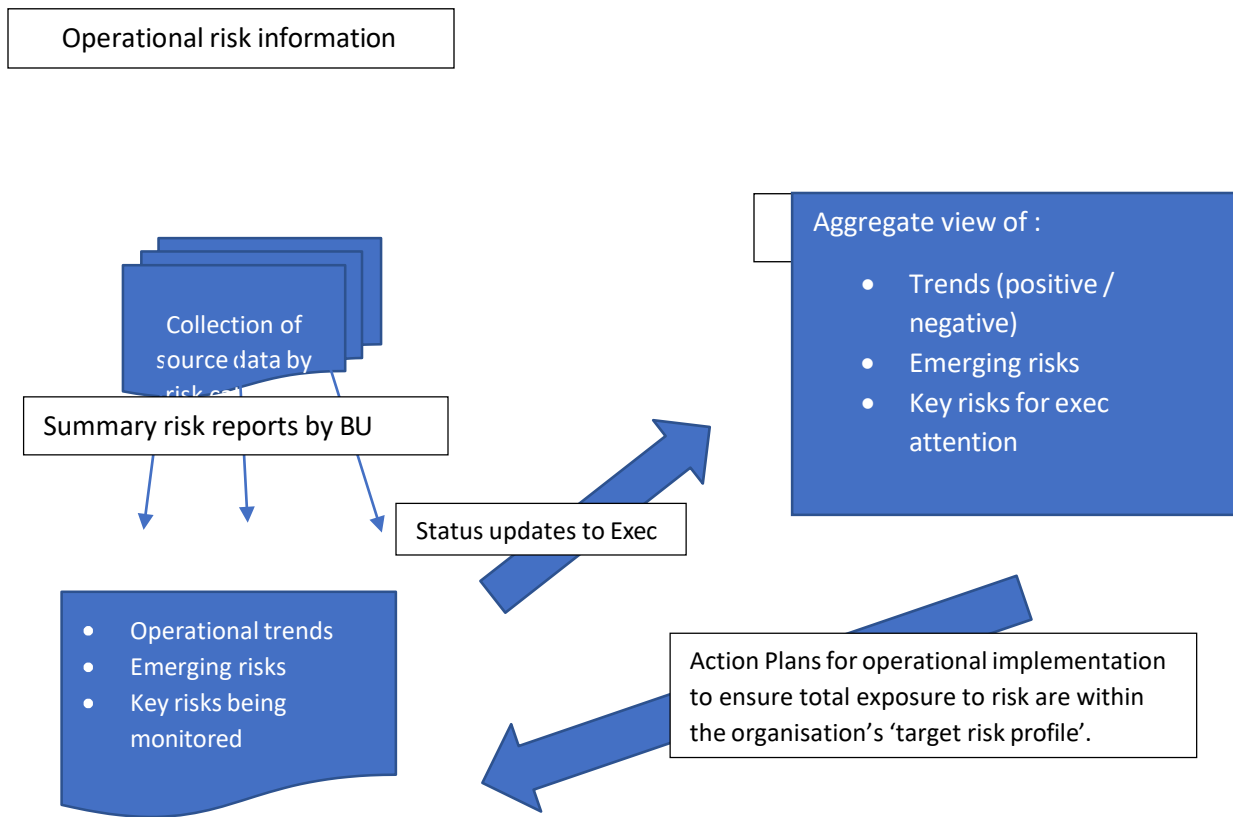 Operational risk information
Collection of
source data by
risk
Summary risk reports by BU
Status updates to Exec
Aggregate view of :
• Trends (positive /
negative)
• Emerging risks
• Key risks for exec
attention
• Operational trends
• Emerging risks
• Key risks being
monitored
Action Plans for operational implementation
to ensure total exposure to risk are within
the organisation’s ‘target risk profile’.